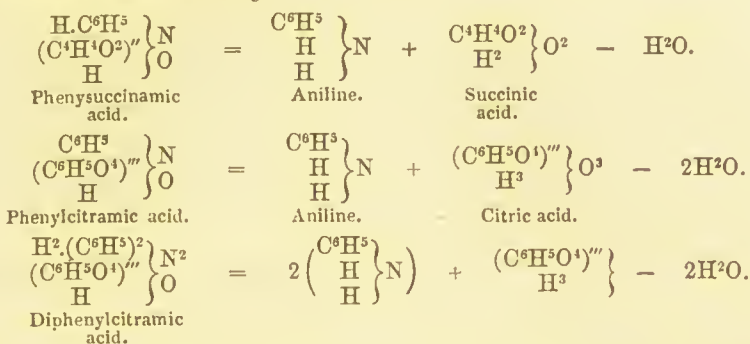 H.C⁶H⁵
(C⁴H⁴O²)″ } N
H } O
= C⁶H⁵
H } N
H
+ C⁴H⁴O²
H² } O²
− H²O.
Phenysuccinamic
acid.
Aniline.
Succinic
acid.
C⁶H⁵
(C⁶H⁵O⁴)‴ } N
H } O
= C⁶H⁵
H } N
H
+ (C⁶H⁵O⁴)‴
H³ } O³
− 2H²O.
Phenylcitramic acid.
Aniline.
Citric acid.
H².(C⁶H⁵)²
(C⁶H⁵O⁴)‴ } N²
H } O
= 2 ( C⁶H⁵
H } N )
H
+ (C⁶H⁵O⁴)‴
H³ }
− 2H²O.
Diphenylcitramic
acid.